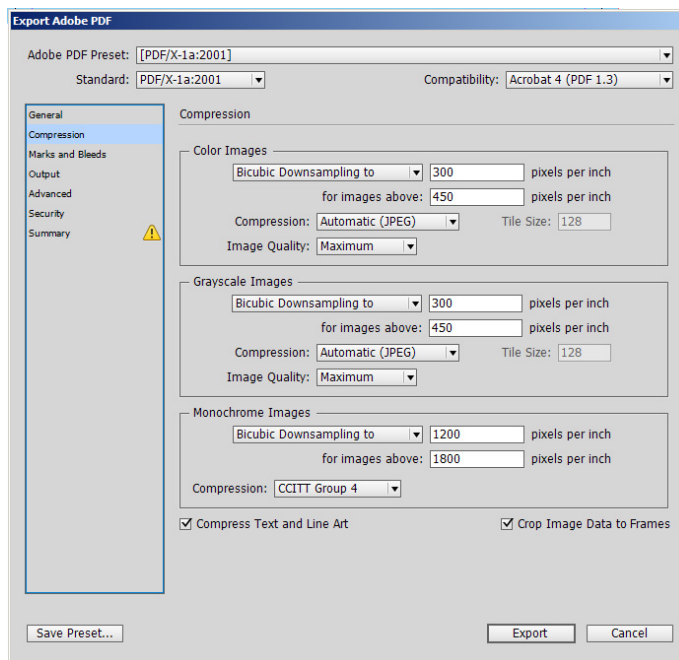 Export Adobe PDF
Adobe PDF Preset: [PDF/X-1a:2001]
Standard: PDF/X-1a:2001 Compatibility: Acrobat 4 (PDF 1.3)
General
Compression
Marks and Bleeds
Output
Advanced
Security
Summary
Compression
Color Images
Bicubic Downsampling to 300 pixels per inch
for images above: 450 pixels per inch
Compression: Automatic (JPEG) Tile Size: 128
Image Quality: Maximum
Grayscale Images
Bicubic Downsampling to 300 pixels per inch
for images above: 450 pixels per inch
Compression: Automatic (JPEG) Tile Size: 128
Image Quality: Maximum
Monochrome Images
Bicubic Downsampling to 1200 pixels per inch
for images above: 1800 pixels per inch
Compression: CCITT Group 4
Compress Text and Line Art Crop Image Data to Frames
Save Preset... Export Cancel